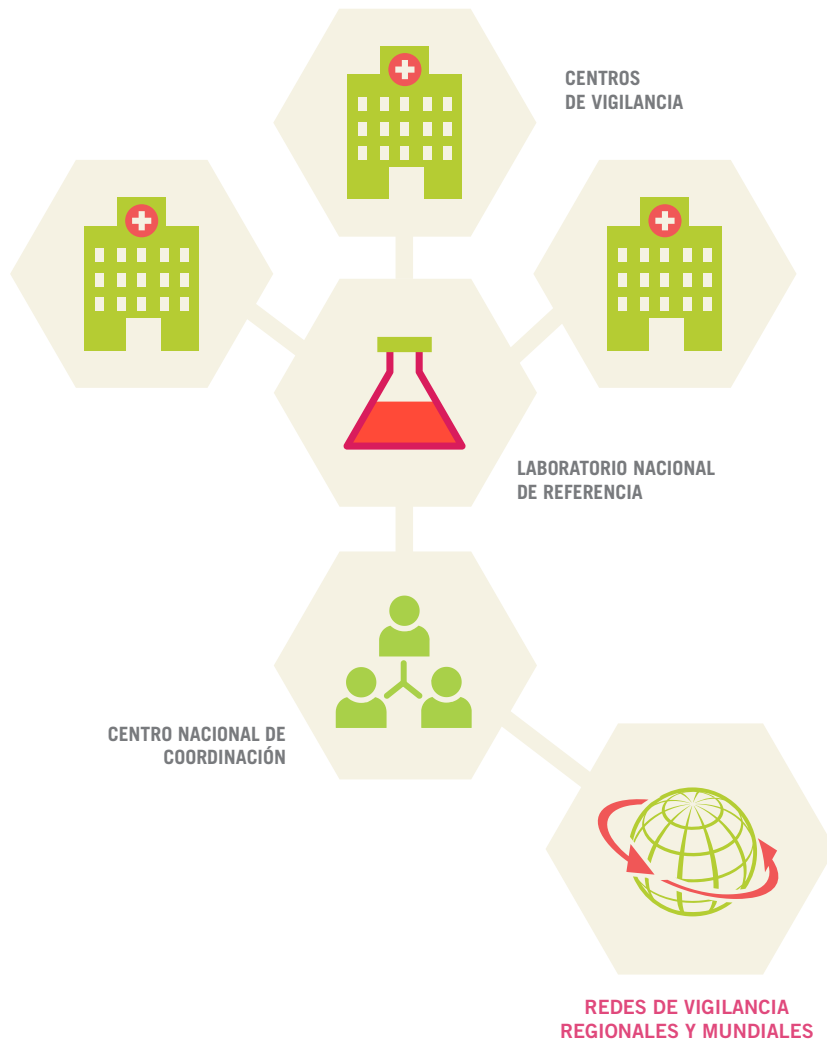 CENTROS
DE VIGILANCIA
LABORATORIO NACIONAL
DE REFERENCIA
CENTRO NACIONAL DE
COORDINACIÓN
REDES DE VIGILANCIA
REGIONALES Y MUNDIALES